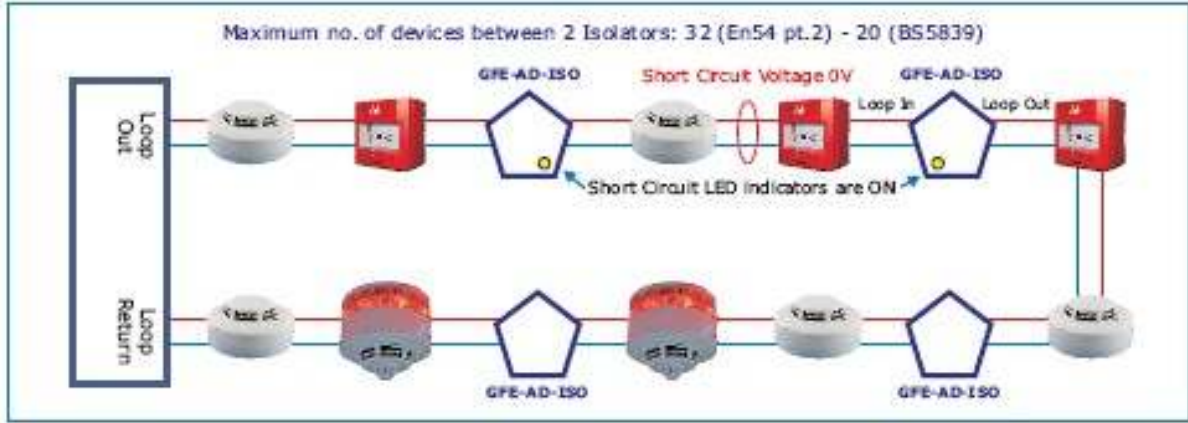 Maximum no. of devices between 2 Isolators: 32 (En54 pt.2) - 20 (BS5839)
GFE-AD-ISO
Short Circuit Voltage 0V
GFE-AD-ISO
Loop Out
Loop In
Loop Out
Short Circuit LED indicators are ON
Loop Return
GFE-AD-ISO
GFE-AD-ISO